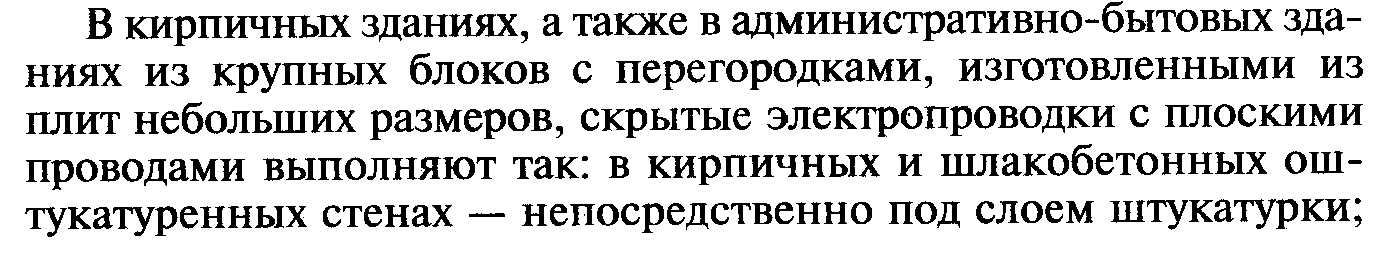 В кирпичных зданиях, а также в административно-бытовых зда-
ниях из крупных блоков с перегородками, изготовленными из
плит небольших размеров, скрытые электропроводки с плоскими
проводами выполняют так: в кирпичных и шлакобетонных ош-
тукатуренных стенах — непосредственно под слоем штукатурки;